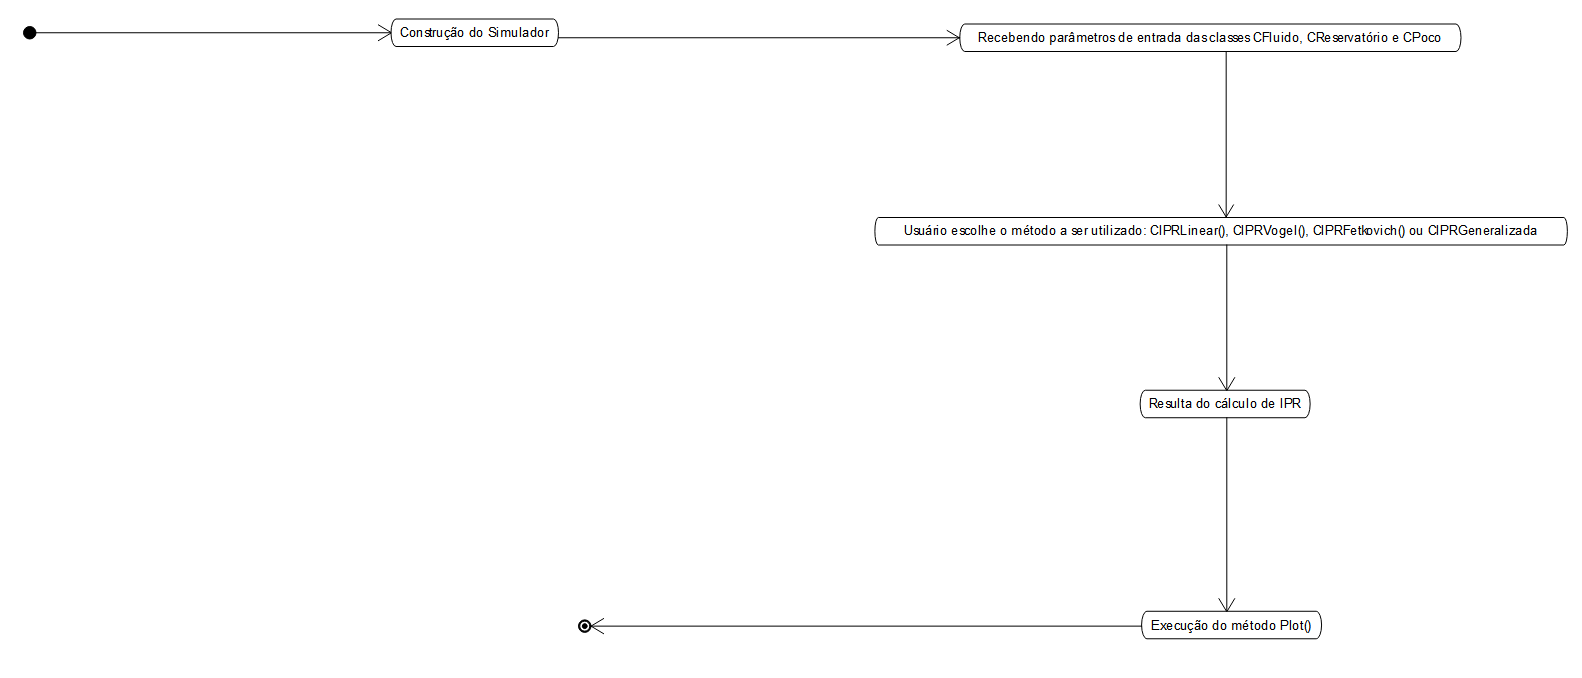 Construção do Simulador
Recebendo parâmetros de entrada das classes CFluido, CReservatório e CPoco
Usuário escolhe o método a ser utilizado: CIPRLinear(), CIPRVogel(), CIPRFetkovich() ou CIPRGeneralizada
Resulta do cálculo de IPR
Execução do método Plot()